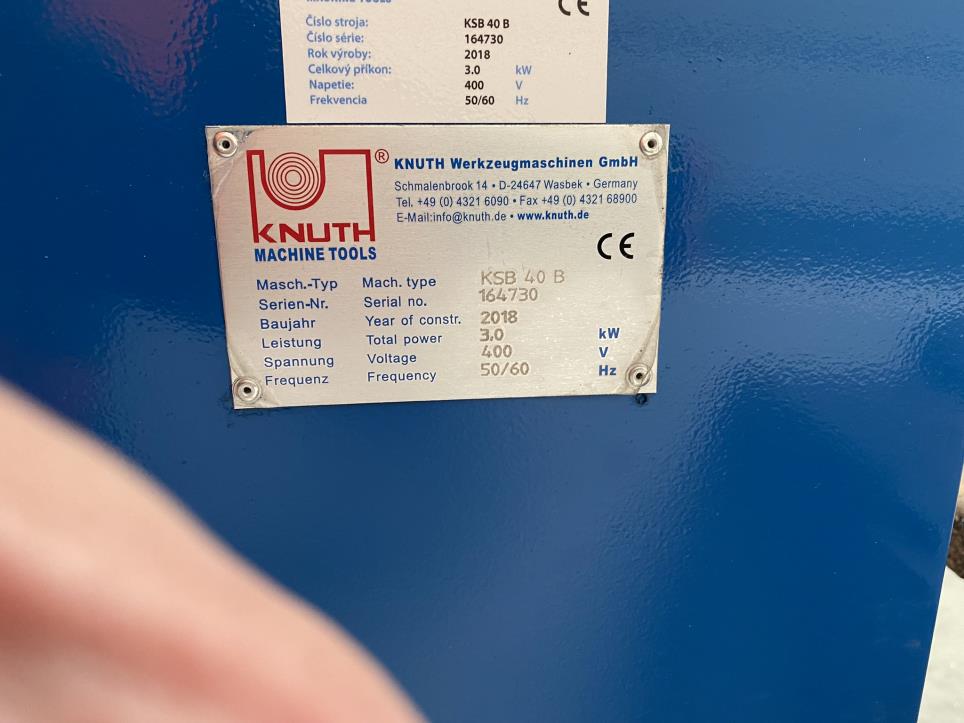 MACHINE TOOLS
CE
Číslo stroja: KSB 40 B
Číslo série: 164730
Rok výroby: 2018
Celkový příkon: 3.0 kW
Napetie: 400 V
Frekvencia 50/60 Hz
KNUTH ®
MACHINE TOOLS
KNUTH Werkzeugmaschinen GmbH
Schmalenbrook 14 • D-24647 Wasbek • Germany
Tel. +49 (0) 4321 6090 • Fax +49 (0) 4321 68900
E-Mail:info@knuth.de • www.knuth.de
CE
Masch.-Typ Mach. type KSB 40 B
Serien-Nr. Serial no. 164730
Baujahr Year of constr. 2018
Leistung Total power 3.0 kW
Spannung Voltage 400 V
Frequenz Frequency 50/60 Hz